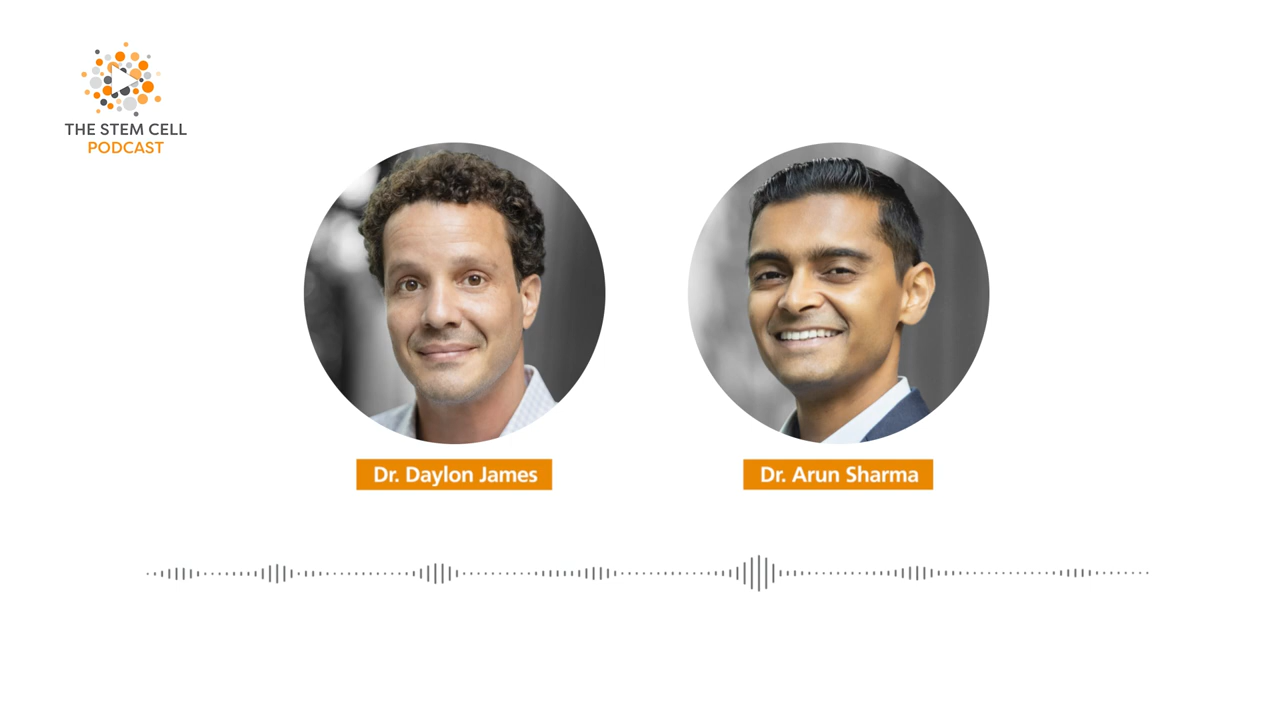 THE STEM CELL
PODCAST
Dr. Daylon James
Dr. Arun Sharma